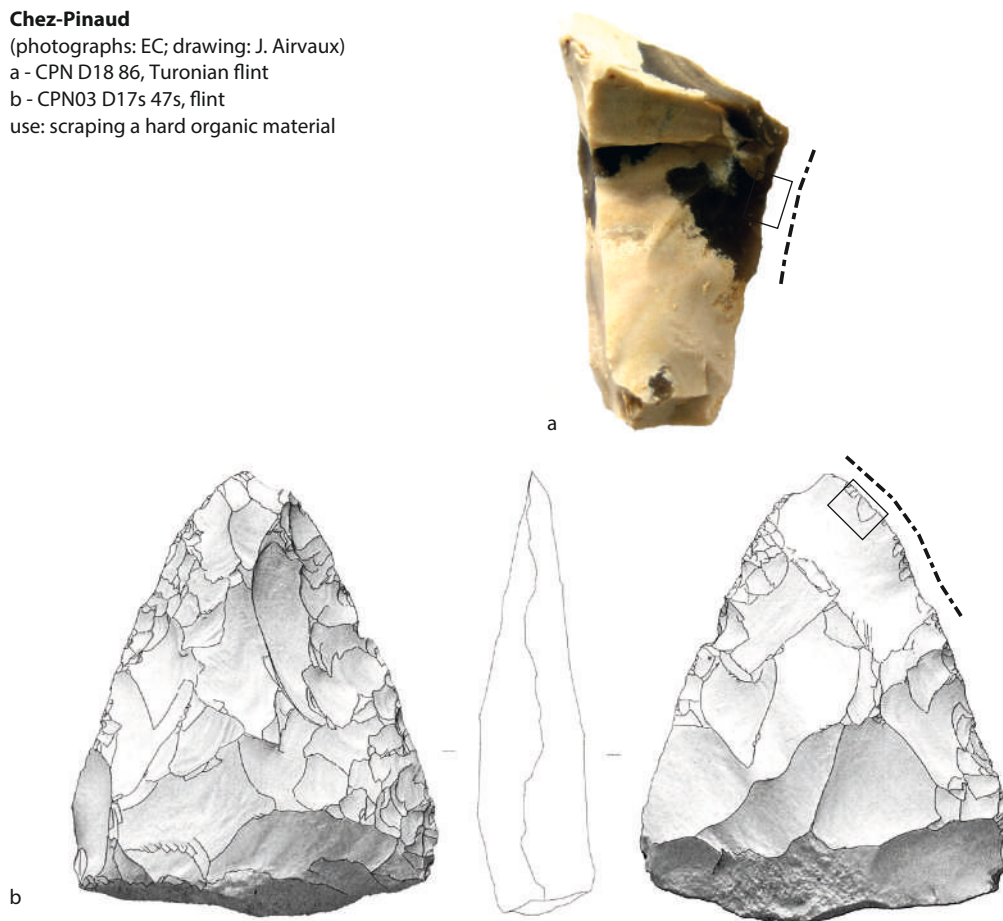 Chez-Pinaud
(photographs: EC; drawing: J. Airvaux)
a - CPN D18 86, Turonian flint
b - CPN03 D17s 47s, flint
use: scraping a hard organic material
a
b